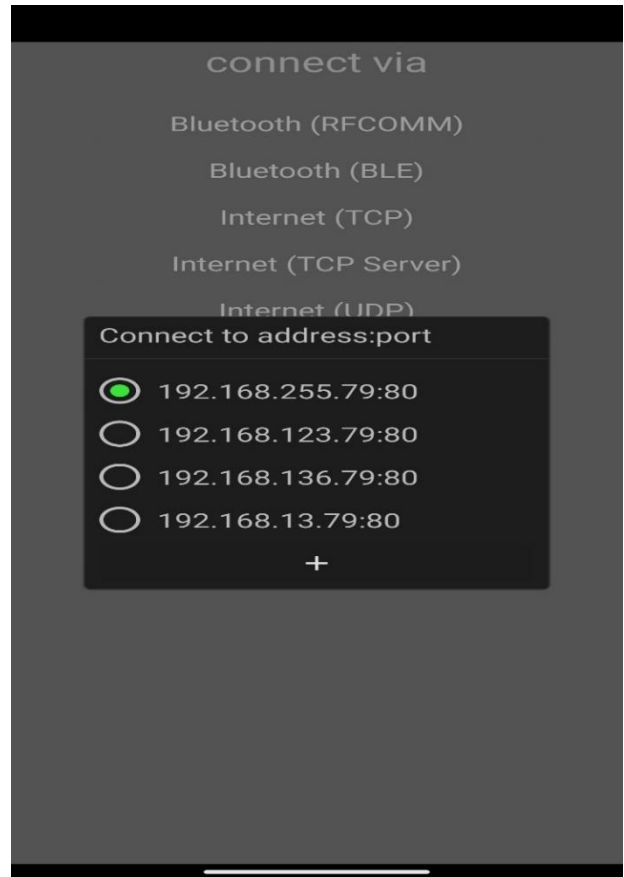 connect via
Bluetooth (RFCOMM)
Bluetooth (BLE)
Internet (TCP)
Internet (TCP Server)
Internet (UDP)
Connect to address:port
192.168.255.79:80
192.168.123.79:80
192.168.136.79:80
192.168.13.79:80
+